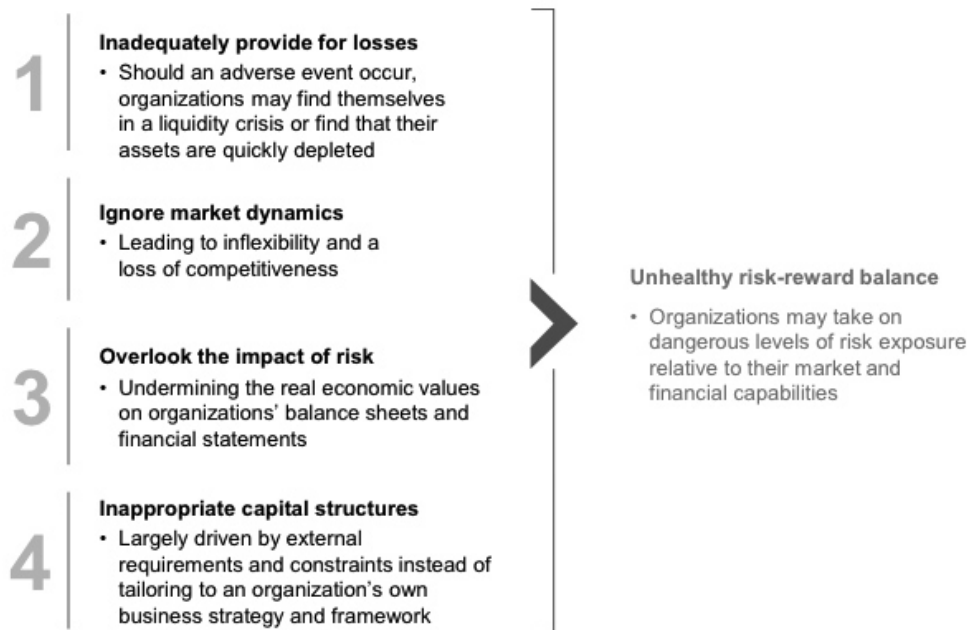 1
Inadequately provide for losses
• Should an adverse event occur,
organizations may find themselves
in a liquidity crisis or find that their
assets are quickly depleted
2
Ignore market dynamics
• Leading to inflexibility and a
loss of competitiveness
3
Overlook the impact of risk
• Undermining the real economic values
on organizations’ balance sheets and
financial statements
4
Inappropriate capital structures
• Largely driven by external
requirements and constraints instead of
tailoring to an organization’s own
business strategy and framework
Unhealthy risk-reward balance
• Organizations may take on
dangerous levels of risk exposure
relative to their market and
financial capabilities